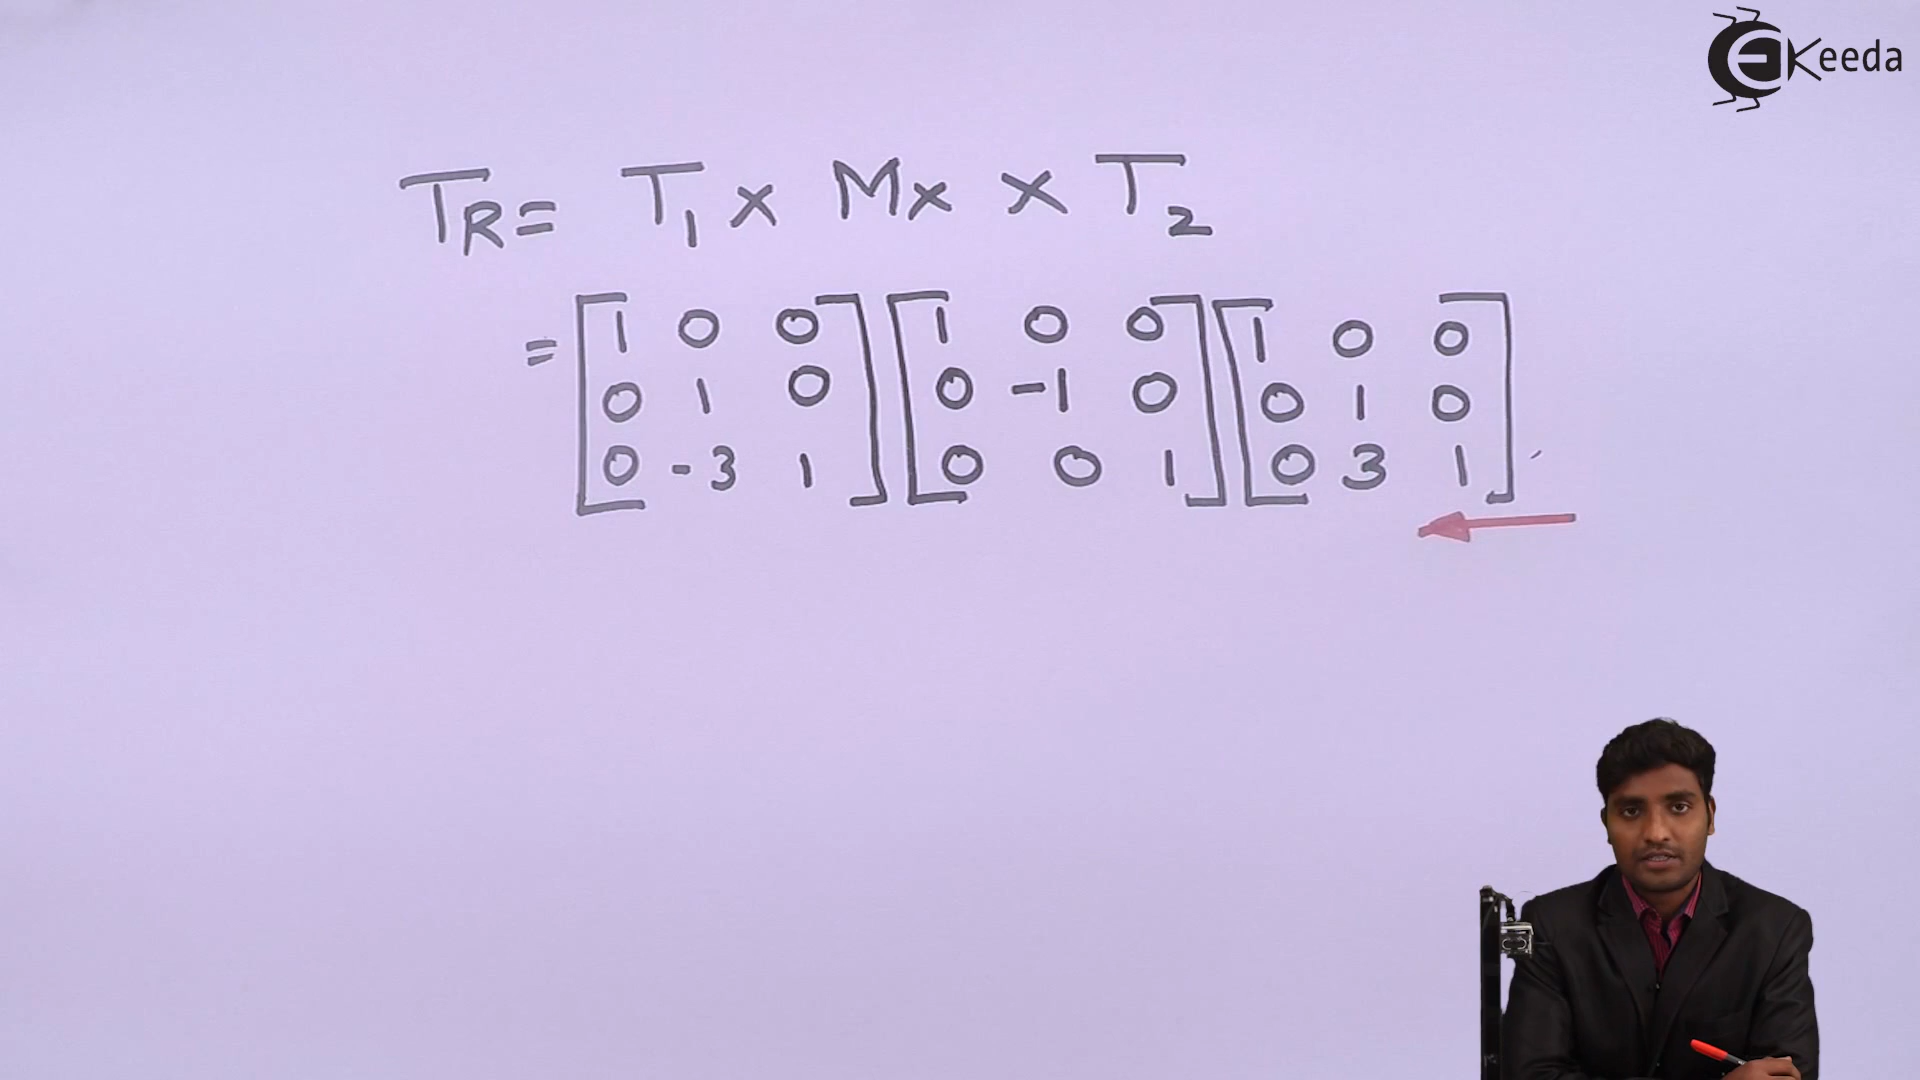 EKeeda
TR = T1 x Mx x T2
= [1 0 0] [1 0 0] [1 0 0]
[0 1 0] [0 -1 0] [0 1 0]
[0 -3 1] [0 0 1] [0 3 1]